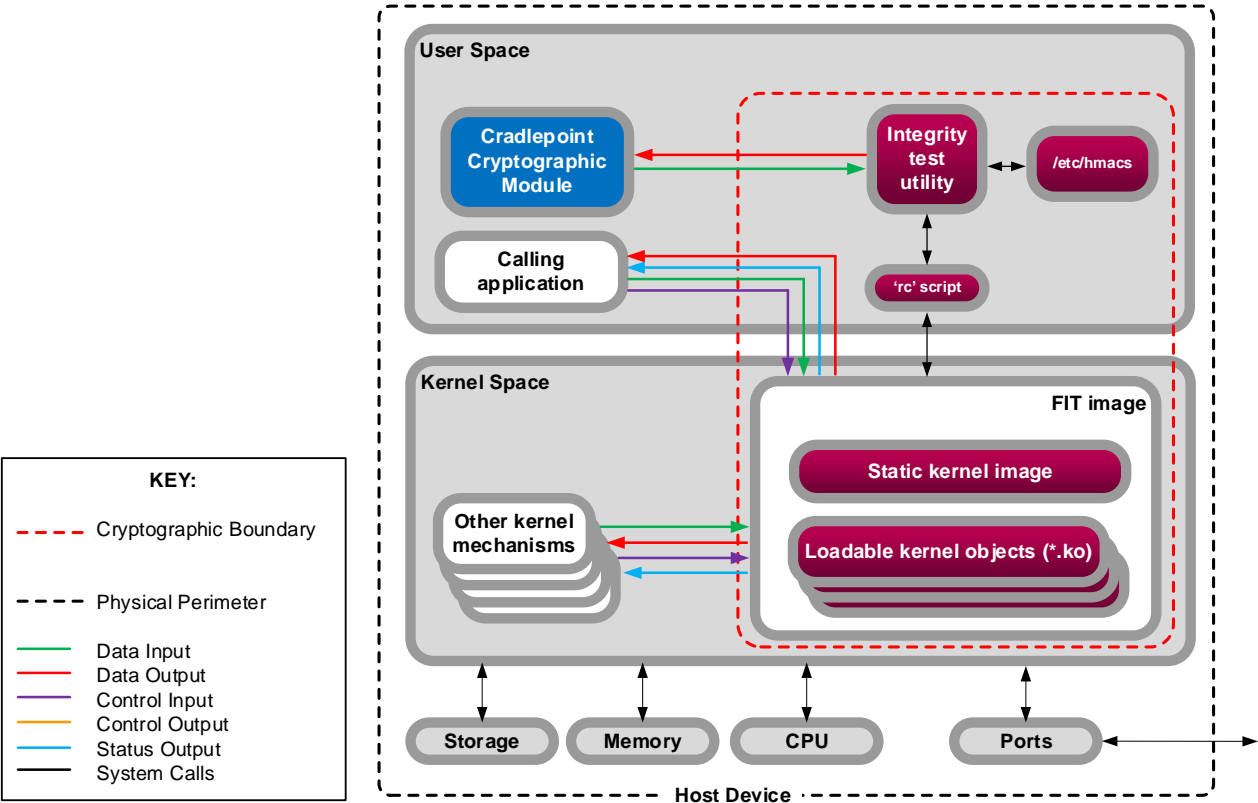 User Space
Cradlepoint
Cryptographic
Module
Integrity
test
utility
/etc/hmacs
Calling
application
‘rc’ script
Kernel Space
FIT image
Static kernel image
Other kernel
mechanisms
Loadable kernel objects (*.ko)
KEY:
Cryptographic Boundary
Physical Perimeter
Data Input
Data Output
Control Input
Control Output
Status Output
System Calls
Storage
Memory
CPU
Ports
Host Device